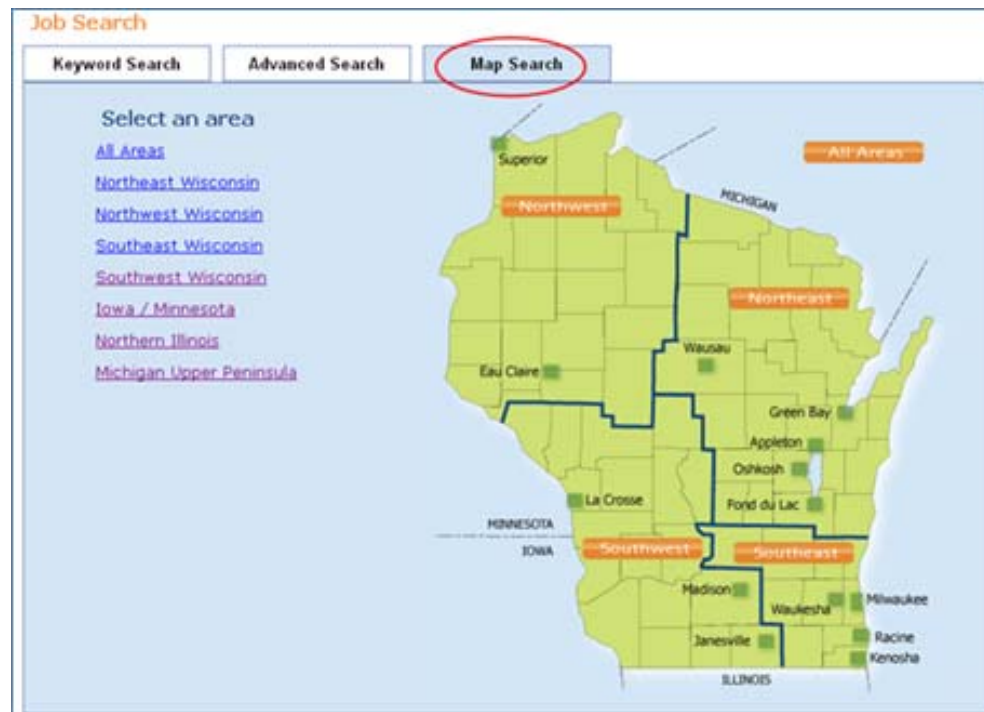 Job Search
Keyword Search
Advanced Search
Map Search
Select an area
All Areas
Northeast Wisconsin
Northwest Wisconsin
Southeast Wisconsin
Southwest Wisconsin
Iowa / Minnesota
Northern Illinois
Michigan Upper Peninsula
Superior
All Areas
Northwest
MICHIGAN
Northeast
Wausau
Eau Claire
Green Bay
Appleton
Oshkosh
La Crosse
Fond du Lac
MINNESOTA
IOWA
Southwest
Southeast
Madison
Waukesha
Milwaukee
Janesville
Racine
Kenosha
ILLINOIS